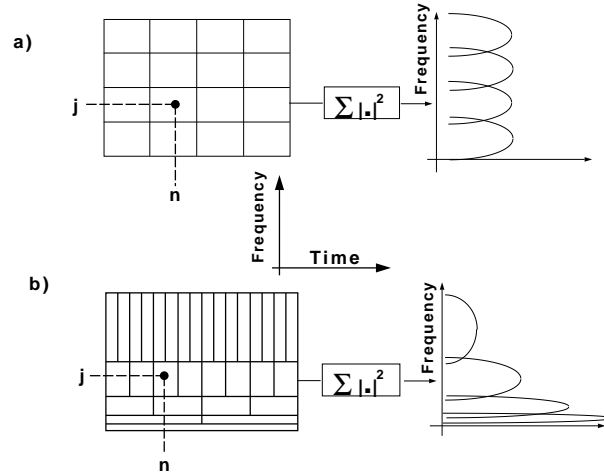 a)
Frequency
j
Σ |▪|²
n
Frequency
Time
b)
Frequency
j
Σ |▪|²
n